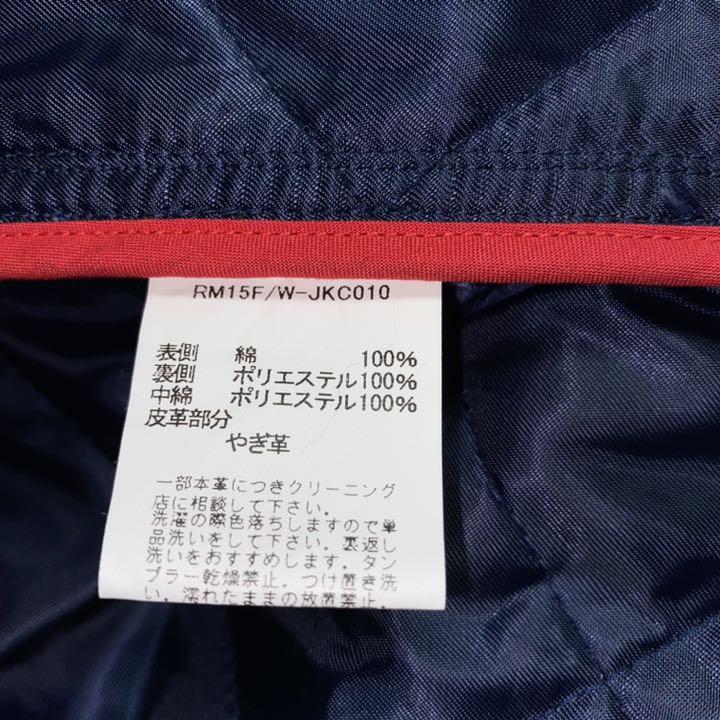 RM15F/W-JKC010
表側 綿 100%
裏側 ポリエステル100%
中綿 ポリエステル100%
皮革部分
やぎ革
一部本革につきクリーニング
店に相談して下さい。
洗濯の際色落ちしますので単
品洗いをして下さい。裏返し
洗いをおすすめします。タン
ブラー乾燥禁止。つけ置き洗
い、濡れたままの放置禁止。